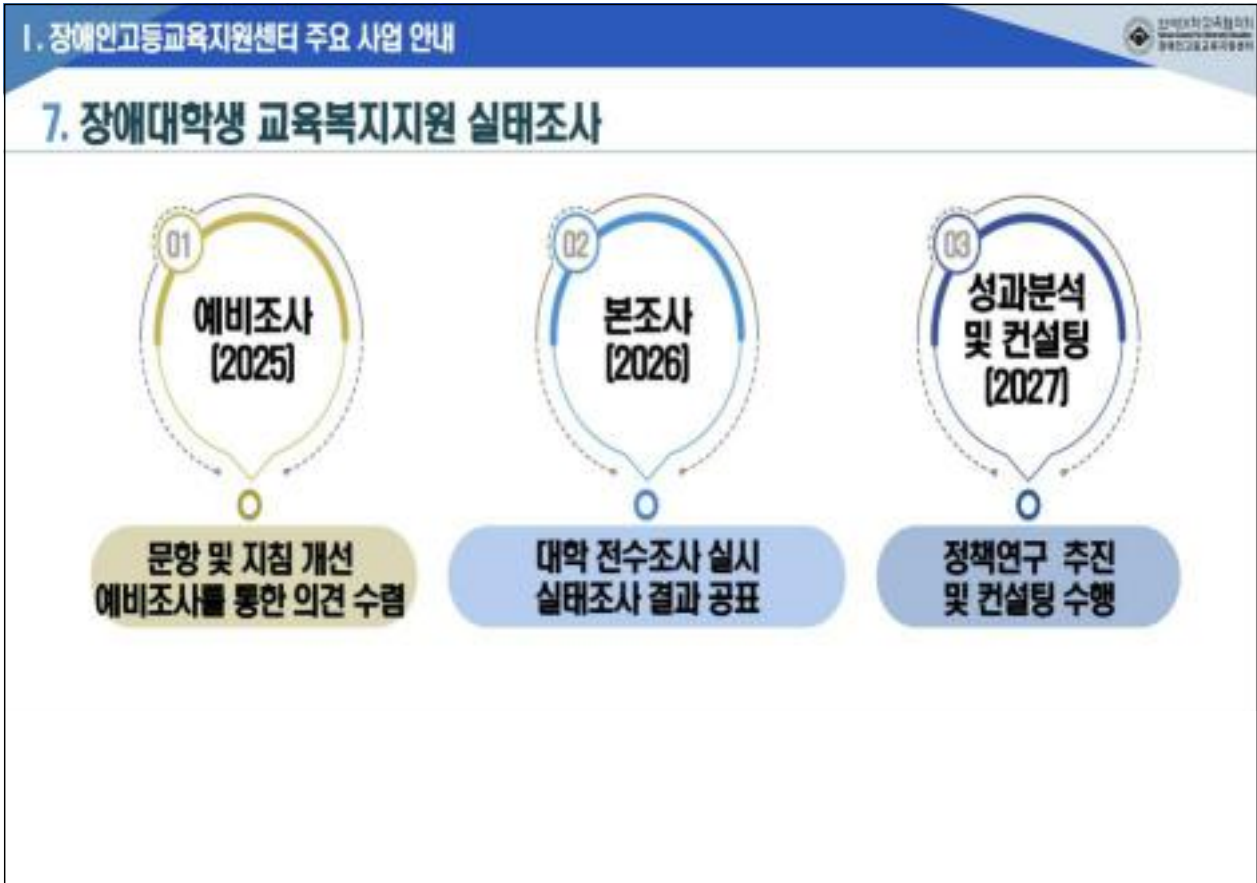 Ⅰ. 장애인고등교육지원센터 주요 사업 안내
7. 장애대학생 교육복지지원 실태조사
01
예비조사
(2025)
문항 및 지침 개선
예비조사를 통한 의견 수렴
02
본조사
(2026)
대학 전수조사 실시
실태조사 결과 공표
03
성과분석
및 컨설팅
(2027)
정책연구 추진
및 컨설팅 수행